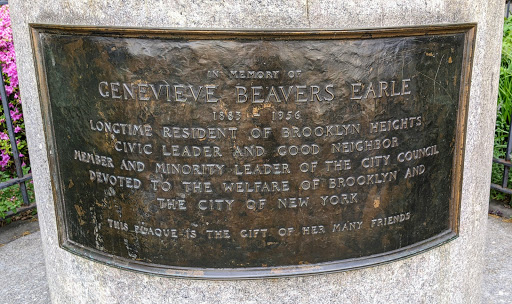 IN MEMORY OF
GENEVIEVE BEAVERS EARLE
1883 1956
LONGTIME RESIDENT OF BROOKLYN HEIGHTS
CIVIC LEADER AND GOOD NEIGHBOR
MEMBER AND MINORITY LEADER OF THE CITY COUNCIL
DEVOTED TO THE WELFARE OF BROOKLYN AND
THE CITY OF NEW YORK
THIS PLAQUE IS THE GIFT OF HER MANY FRIENDS